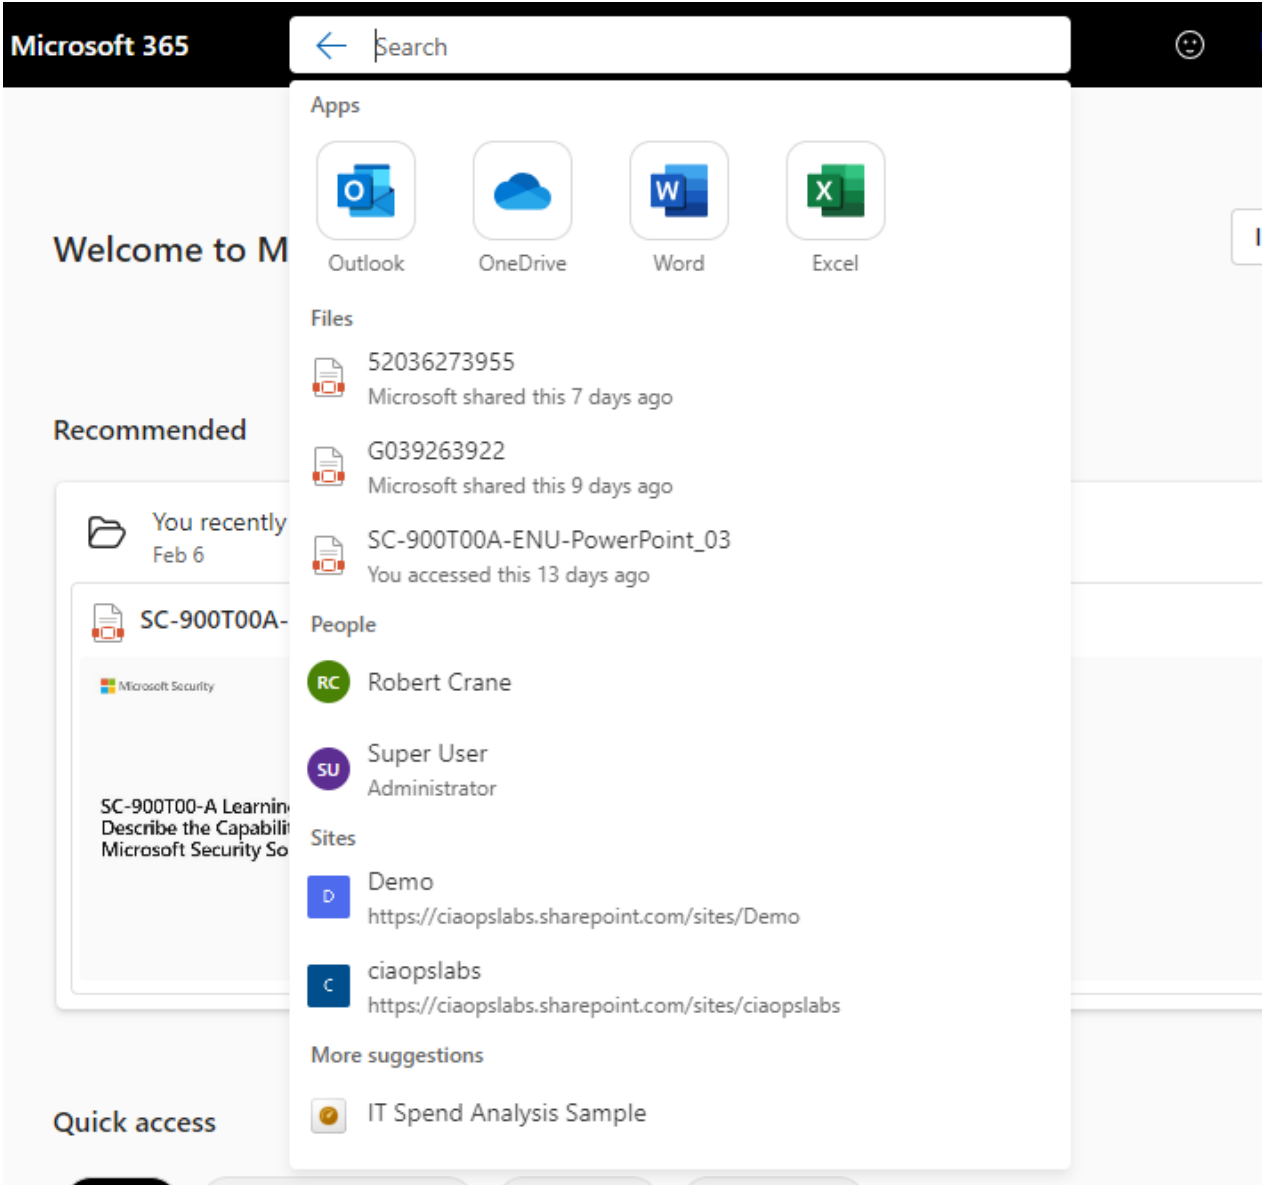 Microsoft 365
Search
Apps
Outlook
OneDrive
Word
Excel
Welcome to M
Files
52036273955
Microsoft shared this 7 days ago
G039263922
Microsoft shared this 9 days ago
SC-900T00A-ENU-PowerPoint_03
You accessed this 13 days ago
Recommended
You recently
Feb 6
SC-900T00A-
Microsoft Security
SC-900T00-A Learnin
Describe the Capabilit
Microsoft Security So
People
RC
Robert Crane
SU
Super User
Administrator
Sites
D
Demo
https://ciaopslabs.sharepoint.com/sites/Demo
C
ciaopslabs
https://ciaopslabs.sharepoint.com/sites/ciaopslabs
More suggestions
IT Spend Analysis Sample
Quick access